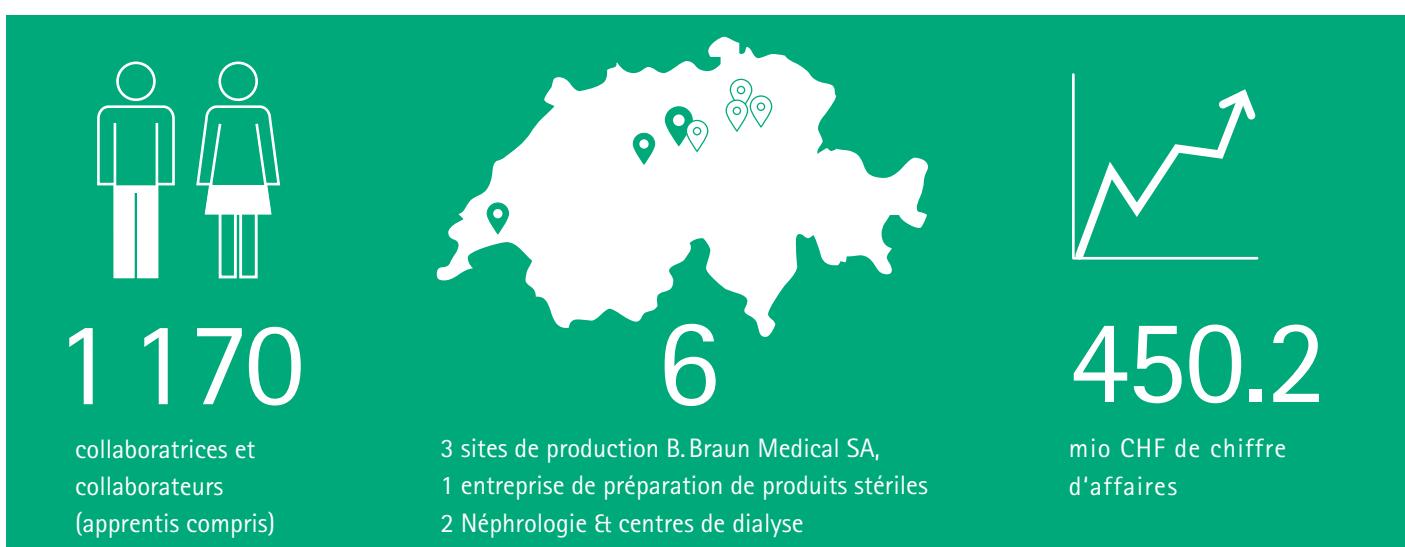 1 170
collaboratrices et
collaborateurs
(apprentis compris)
6
3 sites de production B. Braun Medical SA,
1 entreprise de préparation de produits stériles
2 Néphrologie & centres de dialyse
450.2
mio CHF de chiffre
d'affaires